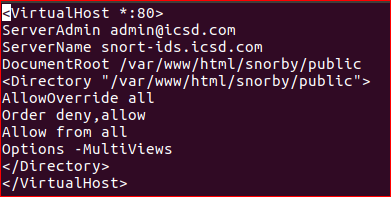 <VirtualHost *:80>
ServerAdmin admin@icsd.com
ServerName snort-ids.icsd.com
DocumentRoot /var/www/html/snorby/public
<Directory "/var/www/html/snorby/public">
AllowOverride all
Order deny,allow
Allow from all
Options -MultiViews
</Directory>
</VirtualHost>